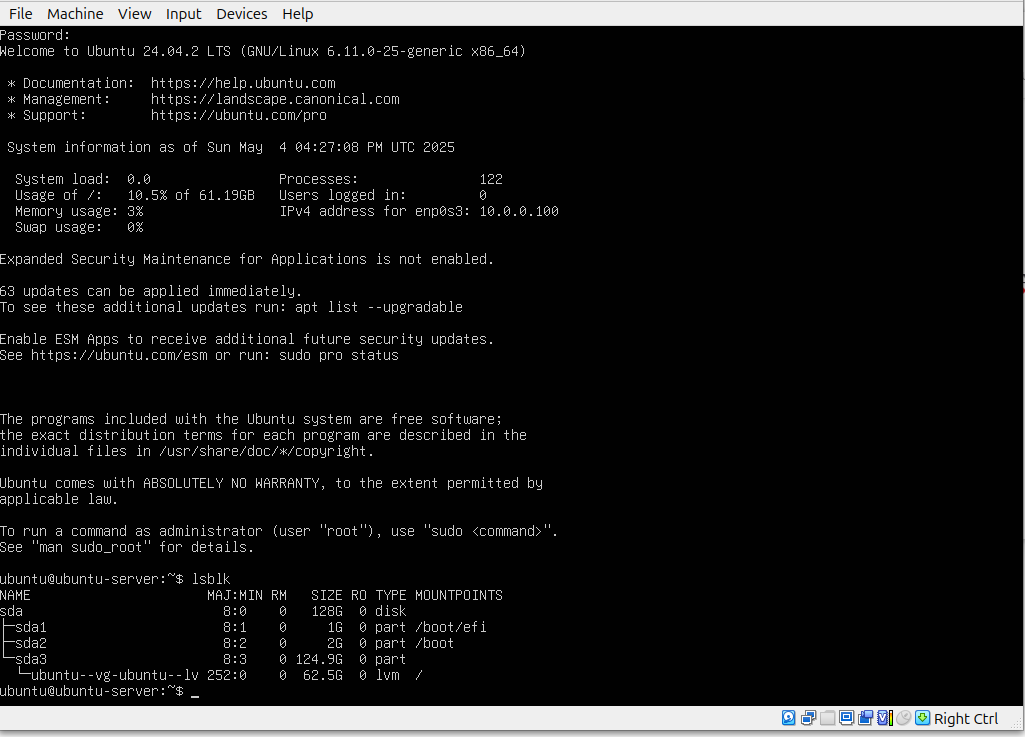 File Machine View Input Devices Help
Password:
Welcome to Ubuntu 24.04.2 LTS (GNU/Linux 6.11.0-25-generic x86_64)
* Documentation:  https://help.ubuntu.com
* Management:     https://landscape.canonical.com
* Support:        https://ubuntu.com/pro
System information as of Sun May  4 04:27:08 PM UTC 2025
System load:  0.0                Processes:               122
Usage of /:   10.5% of 61.19GB   Users logged in:         0
Memory usage: 3%                 IPv4 address for enp0s3: 10.0.0.100
Swap usage:   0%
Expanded Security Maintenance for Applications is not enabled.
63 updates can be applied immediately.
To see these additional updates run: apt list --upgradable
Enable ESM Apps to receive additional future security updates.
See https://ubuntu.com/esm or run: sudo pro status
The programs included with the Ubuntu system are free software;
the exact distribution terms for each program are described in the
individual files in /usr/share/doc/*/copyright.
Ubuntu comes with ABSOLUTELY NO WARRANTY, to the extent permitted by
applicable law.
To run a command as administrator (user "root"), use "sudo <command>".
See "man sudo_root" for details.
ubuntu@ubuntu-server:~$ lsblk
NAME                      MAJ:MIN RM   SIZE RO TYPE MOUNTPOINTS
sda                         8:0    0   128G  0 disk
├─sda1                      8:1    0     1G  0 part /boot/efi
├─sda2                      8:2    0     2G  0 part /boot
└─sda3                      8:3    0 124.9G  0 part
  └─ubuntu--vg-ubuntu--lv 252:0    0  62.5G  0 lvm  /
ubuntu@ubuntu-server:~$ _
Right Ctrl